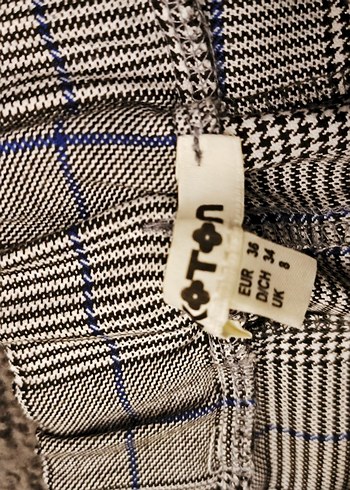 KOTON
EUR 36
D/CH 34
UK 8